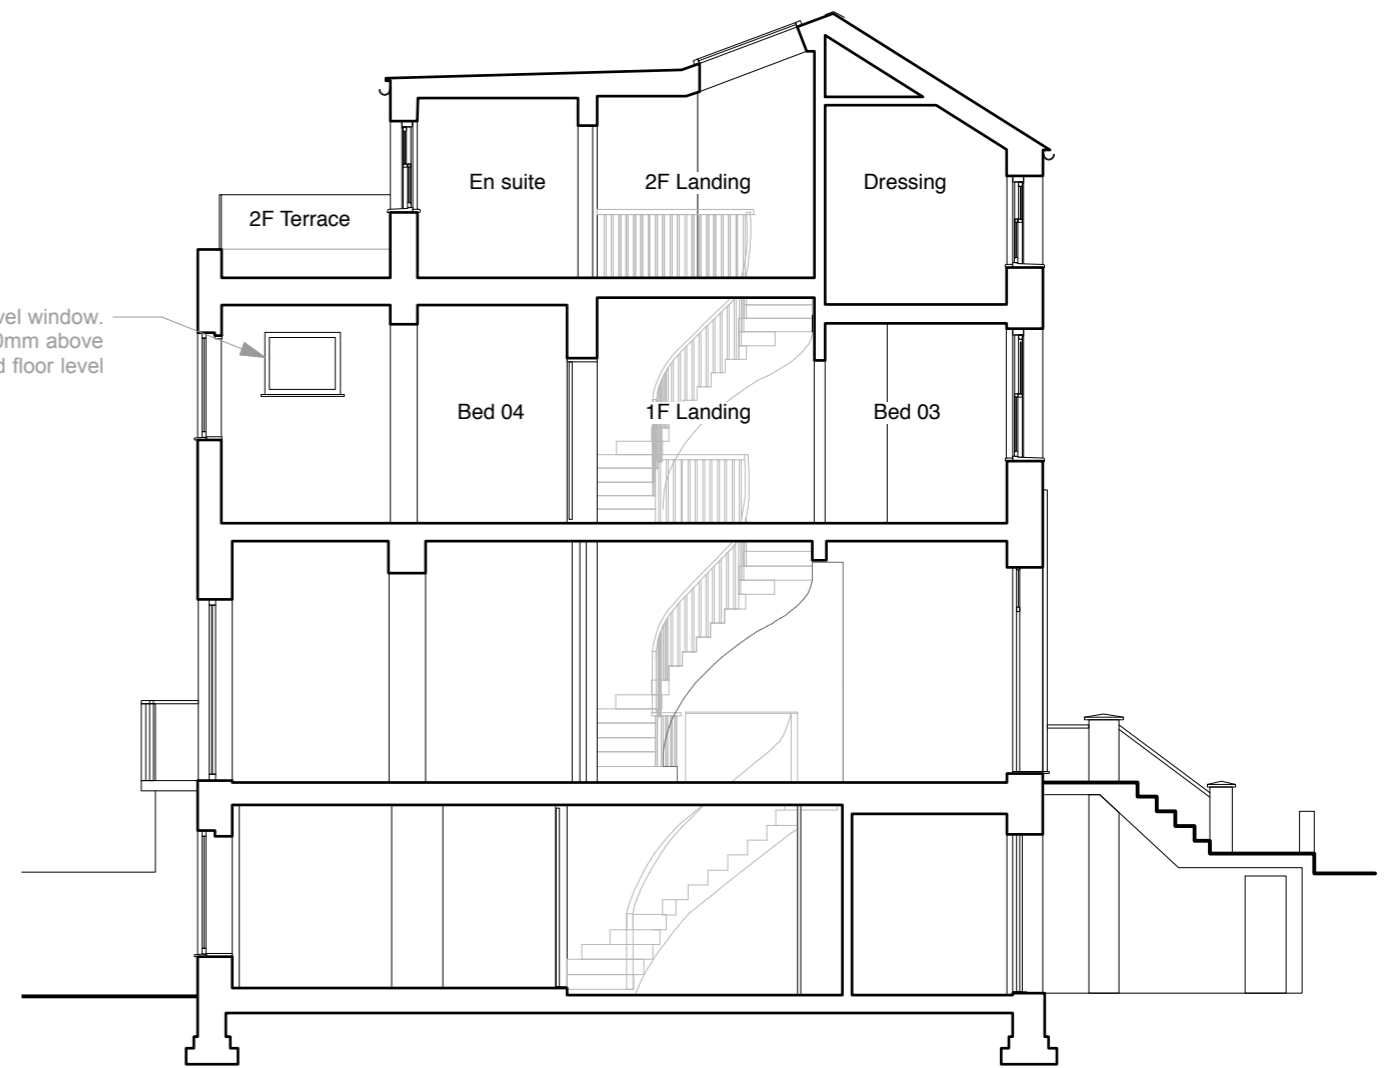 En suite
2F Landing
Dressing
2F Terrace
vel window.
0mm above
d floor level
Bed 04
1F Landing
Bed 03